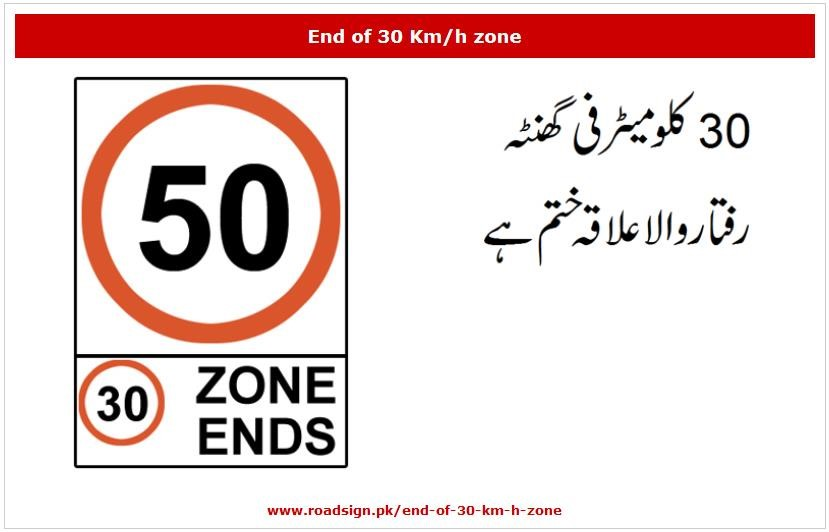 End of 30 Km/h zone
50
30 ZONE
ENDS
30 کلومیٹر فی گھنٹہ
رفتار والا علاقہ ختم ہے
www.roadsign.pk/end-of-30-km-h-zone